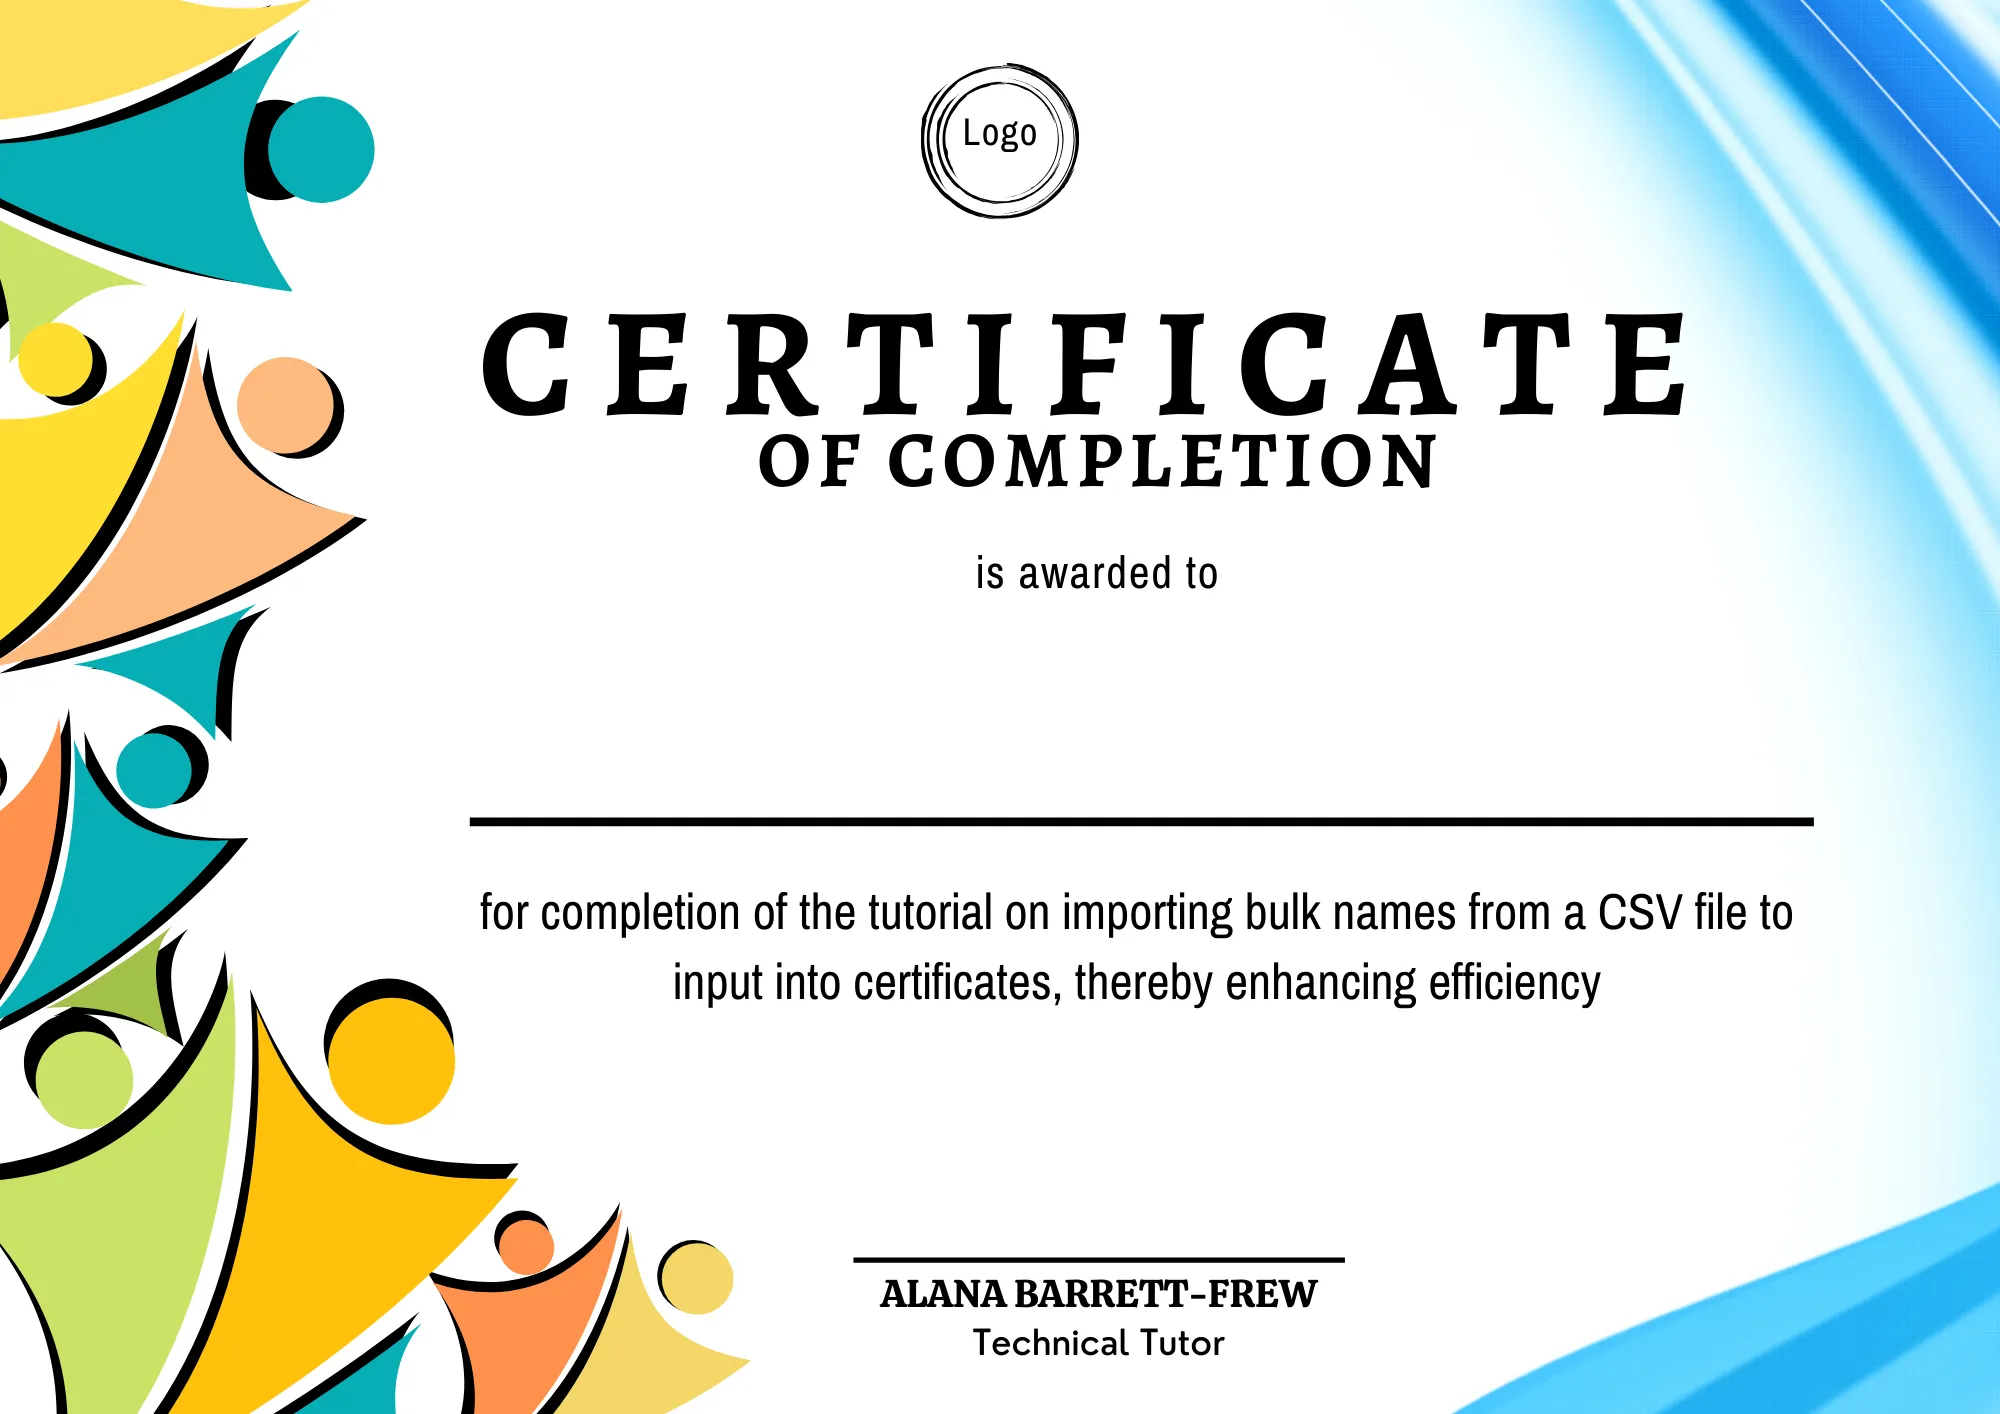 Logo
CERTIFICATE
OF COMPLETION
is awarded to
for completion of the tutorial on importing bulk names from a CSV file to
input into certificates, thereby enhancing efficiency
ALANA BARRETT-FREW
Technical Tutor